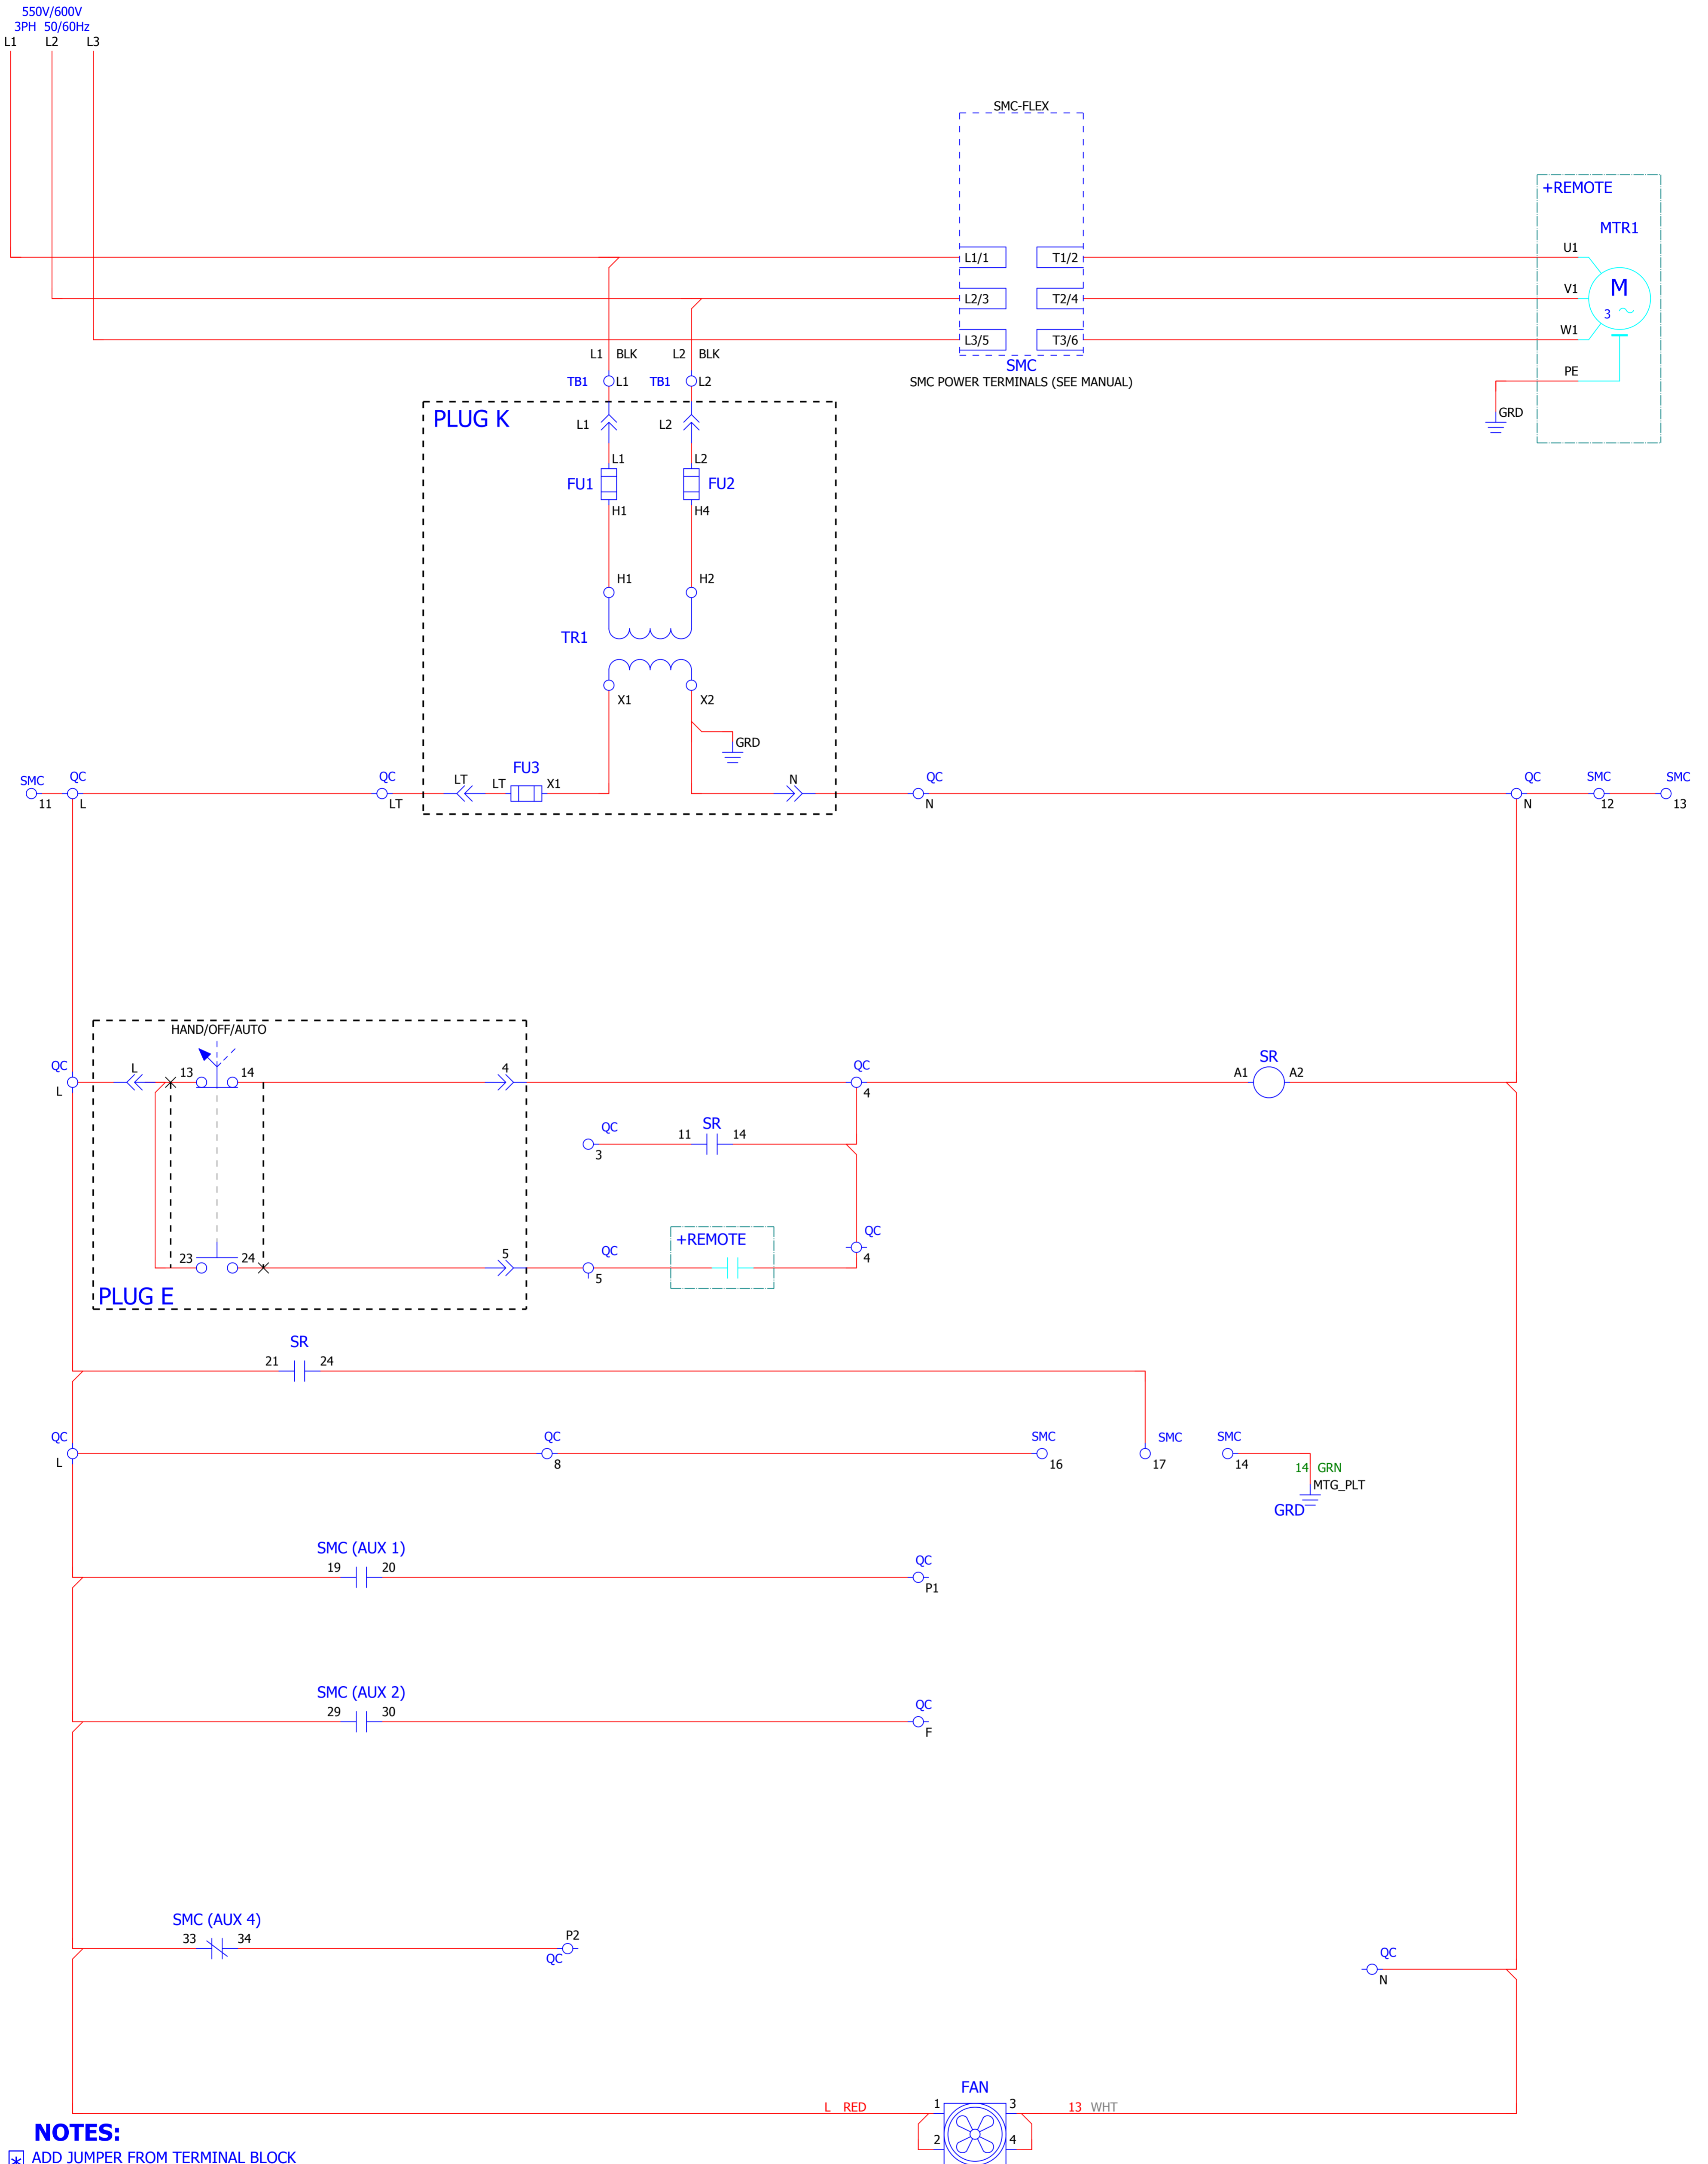 550V/600V
3PH 50/60Hz
L1 L2 L3
SMC-FLEX
+REMOTE
MTR1
U1
L1/1 T1/2
V1
M
3
L2/3 T2/4
W1
L3/5 T3/6
L1 BLK L2 BLK
SMC
SMC POWER TERMINALS (SEE MANUAL)
PE
TB1 L1 TB1 L2
GRD
PLUG K
L1 L2
L1 L2
FU1 FU2
H1 H4
H1 H2
TR1
X1 X2
GRD
SMC QC QC LT LT FU3 X1 N QC QC SMC SMC
11 L LT N N 12 13
HAND/OFF/AUTO
QC L 13 14 4 QC SR
A1 A2
L 4
QC 11 SR 14
3
QC
+REMOTE
23 24 5 QC 4
5
PLUG E
SR
21 24
QC QC SMC SMC SMC
L 8 16 17 14
14 GRN
MTG_PLT
GRD
SMC (AUX 1)
19 20 QC
P1
SMC (AUX 2)
29 30 QC
F
SMC (AUX 4)
33 34 P2
QC
QC
N
FAN
L RED 1 3 13 WHT
2 4
NOTES:
* ADD JUMPER FROM TERMINAL BLOCK